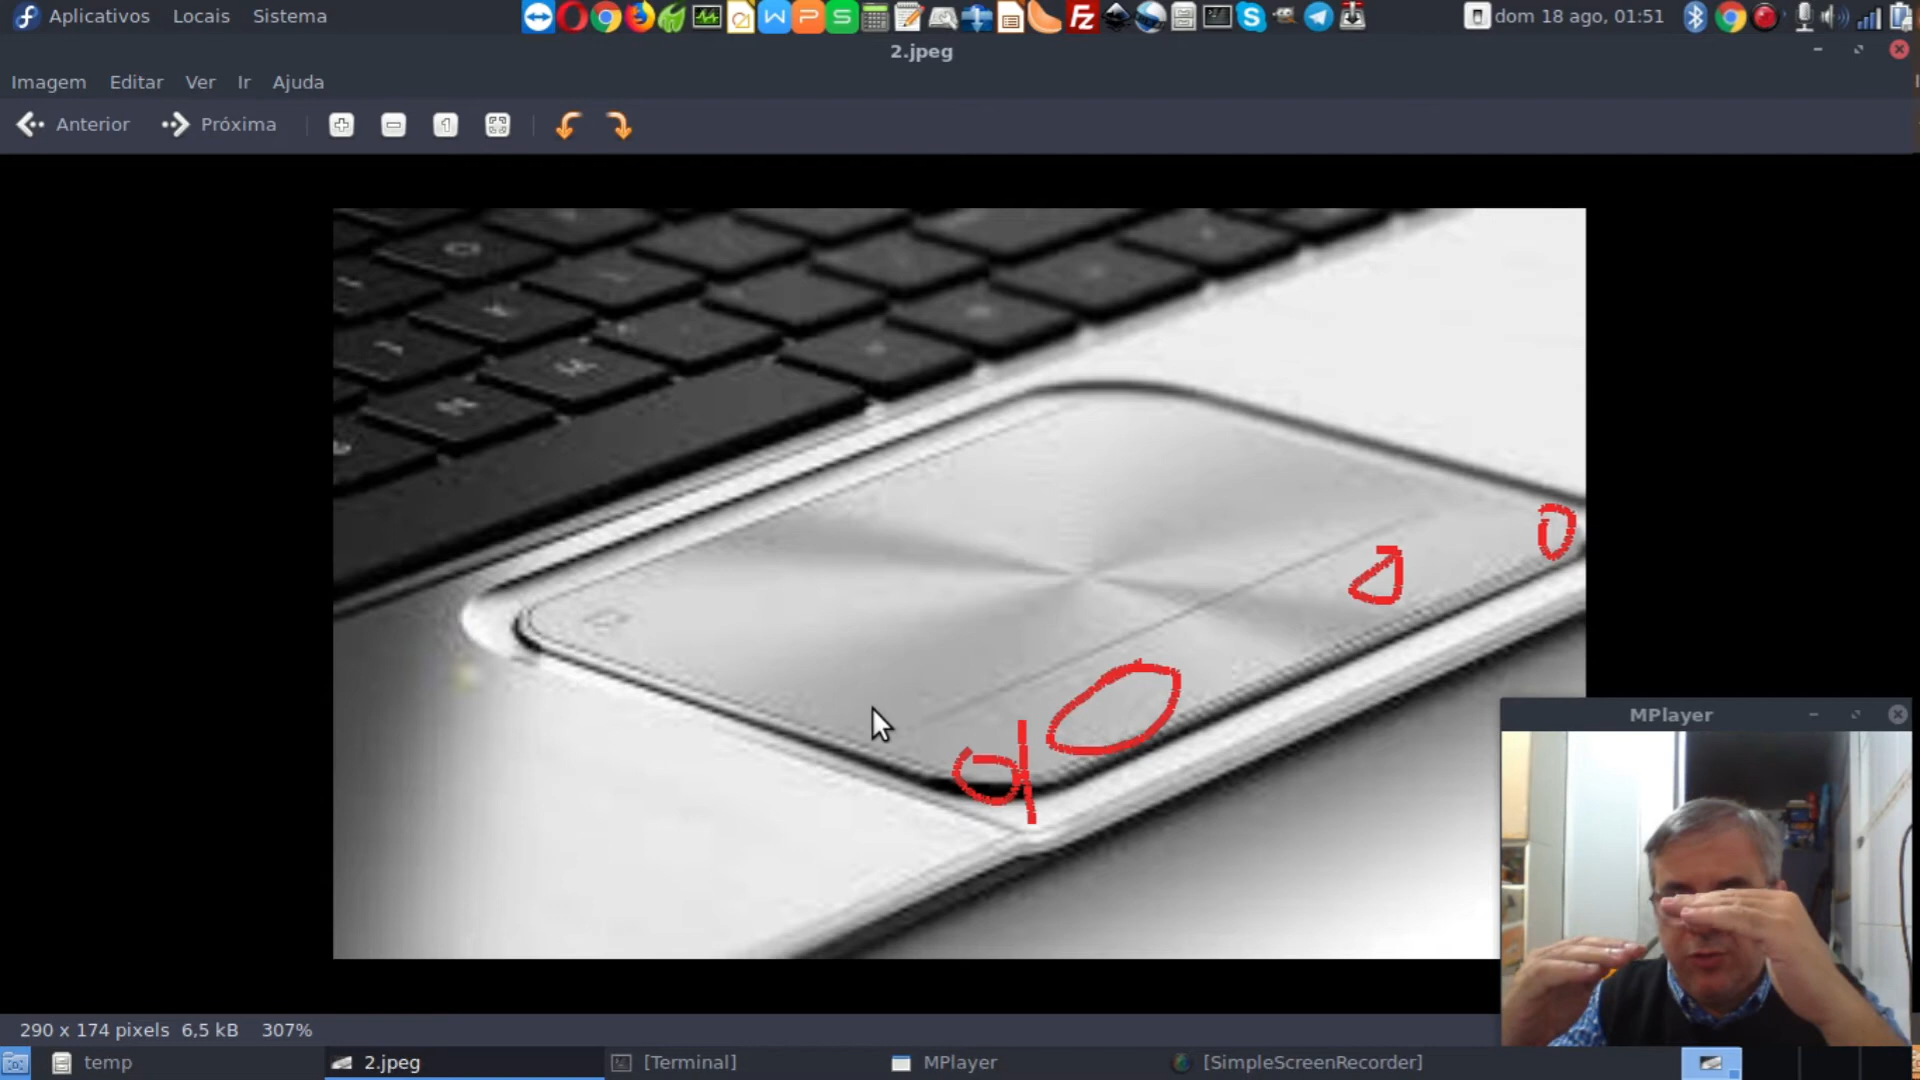 Aplicativos Locais Sistema
dom 18 ago, 01:51
2.jpeg
Imagem Editar Ver Ir Ajuda
Anterior Próxima
MPlayer
290 x 174 pixels 6,5 kB 307%
temp 2.jpeg [Terminal] MPlayer [SimpleScreenRecorder]